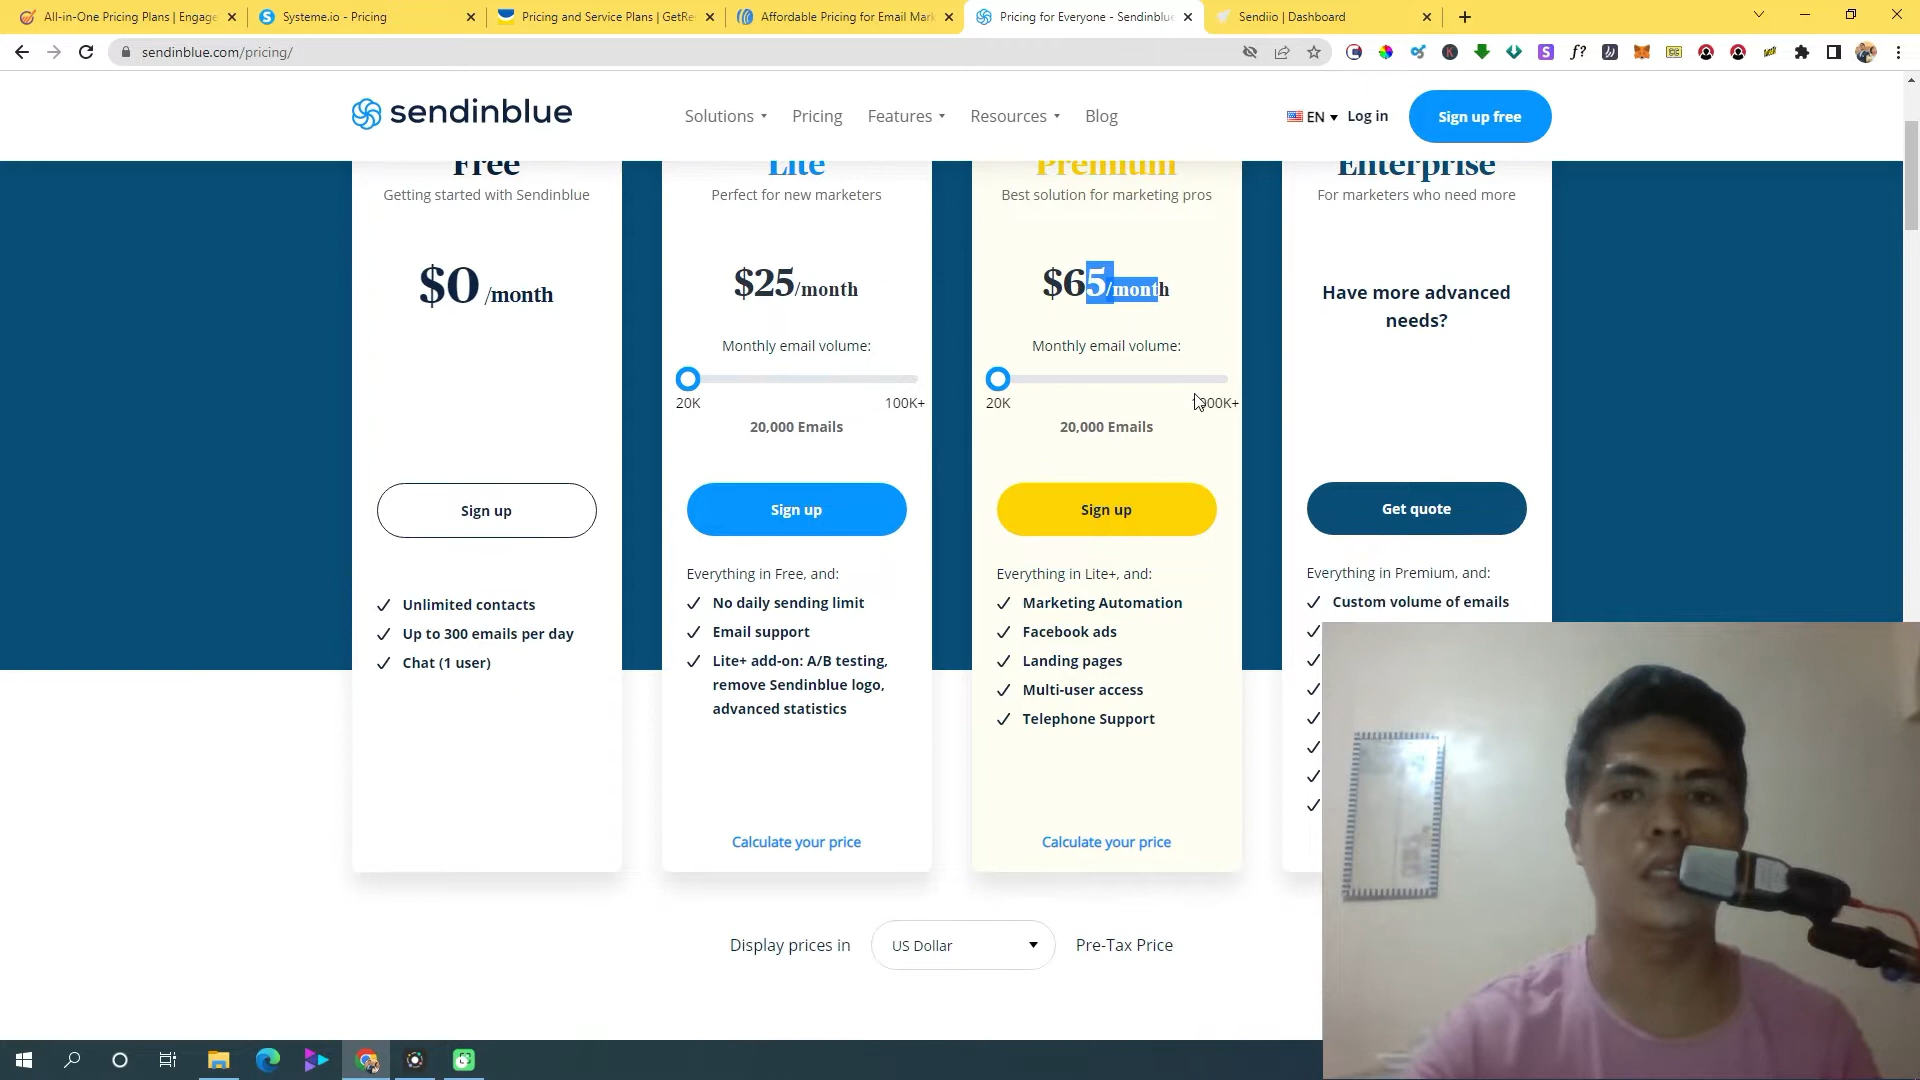 All-in-One Pricing Plans | Engage
Systeme.io - Pricing
Pricing and Service Plans | GetRe
Affordable Pricing for Email Mark
Pricing for Everyone - Sendinblue
Sendiio | Dashboard
sendinblue.com/pricing/
sendinblue
Solutions
Pricing
Features
Resources
Blog
EN
Log in
Sign up free
Free
Getting started with Sendinblue
$0 /month
Sign up
Unlimited contacts
Up to 300 emails per day
Chat (1 user)
Lite
Perfect for new marketers
$25/month
Monthly email volume:
20K 100K+
20,000 Emails
Sign up
Everything in Free, and:
No daily sending limit
Email support
Lite+ add-on: A/B testing,
remove Sendinblue logo,
advanced statistics
Calculate your price
Premium
Best solution for marketing pros
$65/month
Monthly email volume:
20K
20,000 Emails
Sign up
Everything in Lite+, and:
Marketing Automation
Facebook ads
Landing pages
Multi-user access
Telephone Support
Calculate your price
Enterprise
For marketers who need more
Have more advanced
needs?
Get quote
Everything in Premium, and:
Custom volume of emails
Display prices in US Dollar Pre-Tax Price